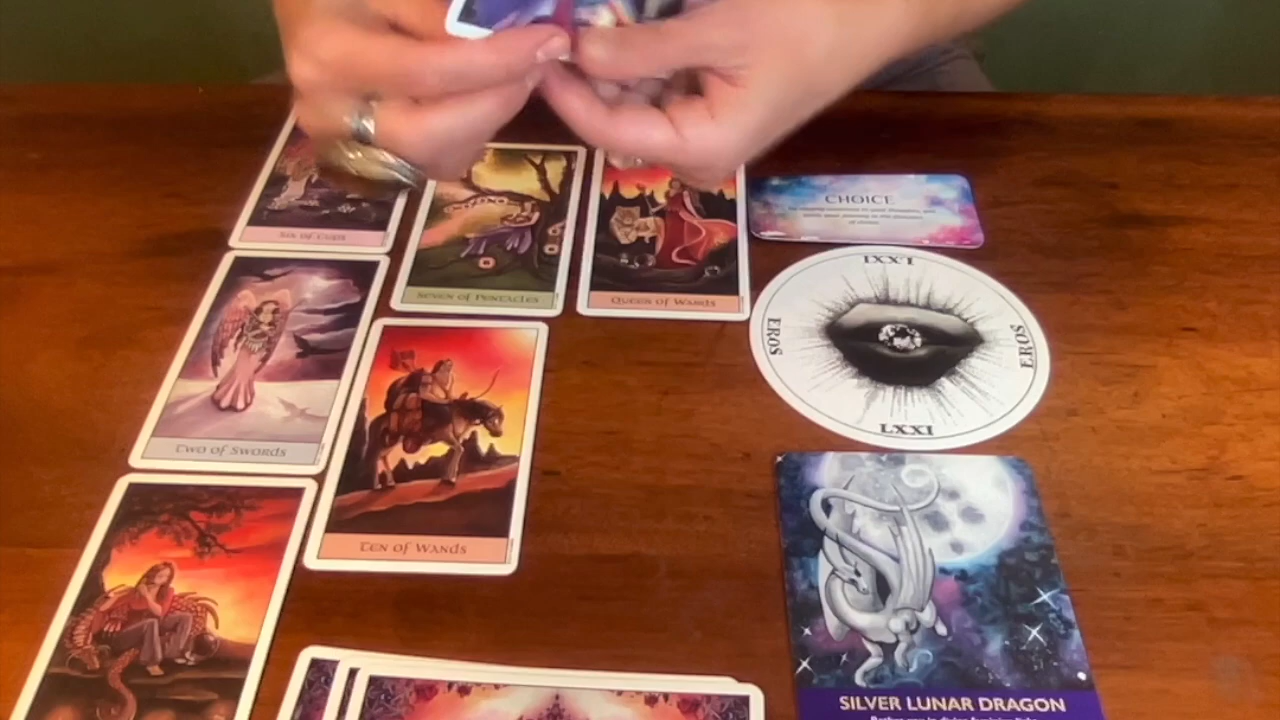 Six of Cups
Seven of Pentacles
Queen of Wands
CHOICE
Two of Swords
Ten of Wands
LXXI
EROS
EROS
LXXI
SILVER LUNAR DRAGON